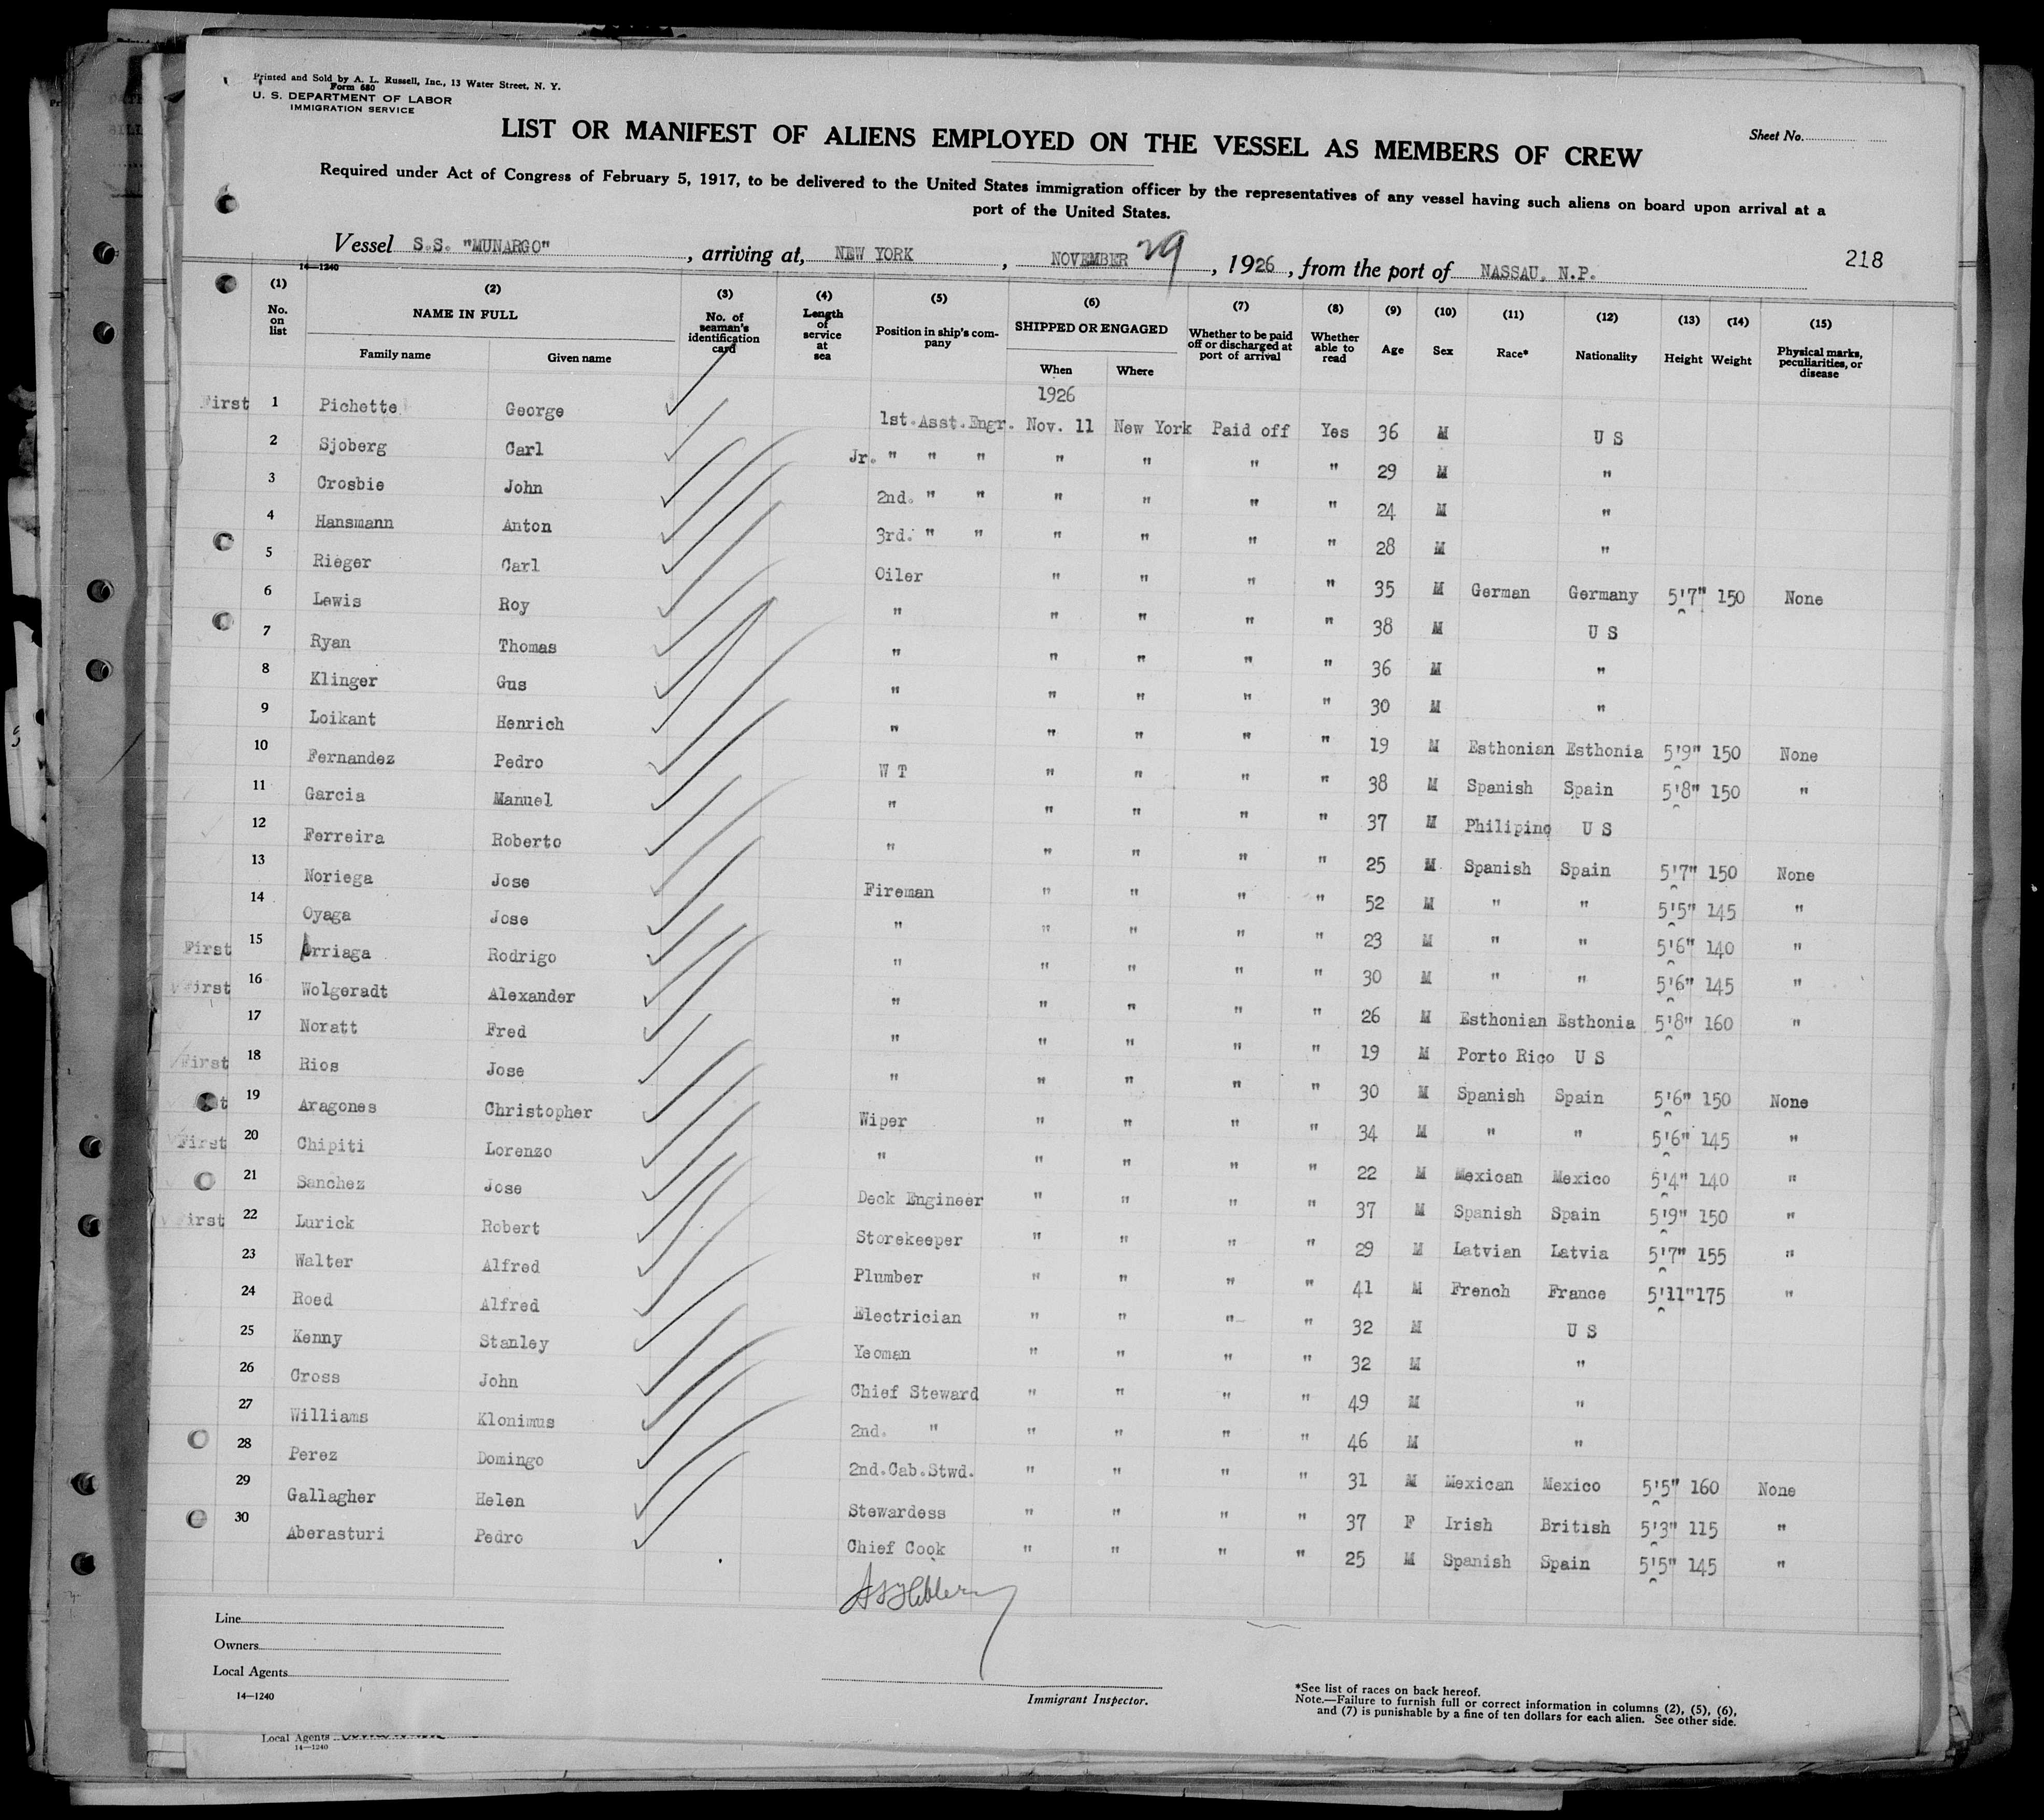 Printed and Sold by A. L. Russell, Inc., 13 Water Street, N. Y.
Form 680
U. S. DEPARTMENT OF LABOR
IMMIGRATION SERVICE
LIST OR MANIFEST OF ALIENS EMPLOYED ON THE VESSEL AS MEMBERS OF CREW
Sheet No.
Required under Act of Congress of February 5, 1917, to be delivered to the United States immigration officer by the representatives of any vessel having such aliens on board upon arrival at a
port of the United States.
Vessel S.S. "MUNARGO", arriving at, NEW YORK, NOVEMBER 29, 1926, from the port of NASSAU, N.P.
218
14—1240
(1) No. on list (2) NAME IN FULL Family name Given name (3) No. of seaman's identification card (4) Length of service at sea (5) Position in ship's company (6) SHIPPED OR ENGAGED When Where (7) Whether to be paid off or discharged at port of arrival (8) Whether able to read (9) Age (10) Sex (11) Race* (12) Nationality (13) Height (14) Weight (15) Physical marks, peculiarities, or disease
1926
First 1 Pichette George 1st.Asst.Engr. Nov. 11 New York Paid off Yes 36 M U S
2 Sjoberg Carl Jr. " " " " " " " 29 M "
3 Crosbie John 2nd. " " " " " " 24 M "
4 Hansmann Anton 3rd. " " " " " " 28 M "
5 Rieger Carl Oiler " " " " 35 M German Germany 5'7" 150 None
6 Lewis Roy " " " " " 38 M U S
7 Ryan Thomas " " " " " 36 M "
8 Klinger Gus " " " " " 30 M "
9 Loikant Henrich " " " " " 19 M Esthonian Esthonia 5'9" 150 None
10 Fernandez Pedro W T " " " " 38 M Spanish Spain 5'8" 150 "
11 Garcia Manuel " " " " " 37 M Philipino U S
12 Ferreira Roberto " " " " " 25 M Spanish Spain 5'7" 150 None
13 Noriega Jose Fireman " " " " 52 M " " 5'5" 145 "
14 Oyaga Jose " " " " " 23 M " " 5'6" 140 "
First 15 Orriaga Rodrigo " " " " " 30 M " " 5'6" 145 "
First 16 Wolgeradt Alexander " " " " " 26 M Esthonian Esthonia 5'8" 160 "
17 Noratt Fred " " " " " 19 M Porto Rico U S
First 18 Rios Jose " " " " " 30 M Spanish Spain 5'6" 150 None
19 Aragones Christopher Wiper " " " " 34 M " " 5'6" 145 "
First 20 Chipiti Lorenzo " " " " " 22 M Mexican Mexico 5'4" 140 "
21 Sanchez Jose Deck Engineer " " " " 37 M Spanish Spain 5'9" 150 "
First 22 Lurick Robert Storekeeper " " " " 29 M Latvian Latvia 5'7" 155 "
23 Walter Alfred Plumber " " " " 41 M French France 5'11" 175 "
24 Roed Alfred Electrician " " " " 32 M U S
25 Kenny Stanley Yeoman " " " " 32 M "
26 Cross John Chief Steward " " " " 49 M "
27 Williams Klonimus 2nd. " " " " " 46 M "
28 Perez Domingo 2nd.Cab.Stwd. " " " " 31 M Mexican Mexico 5'5" 160 None
29 Gallagher Helen Stewardess " " " " 37 F Irish British 5'3" 115 "
30 Aberasturi Pedro Chief Cook " " " " 25 M Spanish Spain 5'5" 145 "
Line
Owners
Local Agents
14—1240
Immigrant Inspector.
*See list of races on back hereof.
Note.—Failure to furnish full or correct information in columns (2), (5), (6),
and (7) is punishable by a fine of ten dollars for each alien. See other side.
Local Agents
14—1240